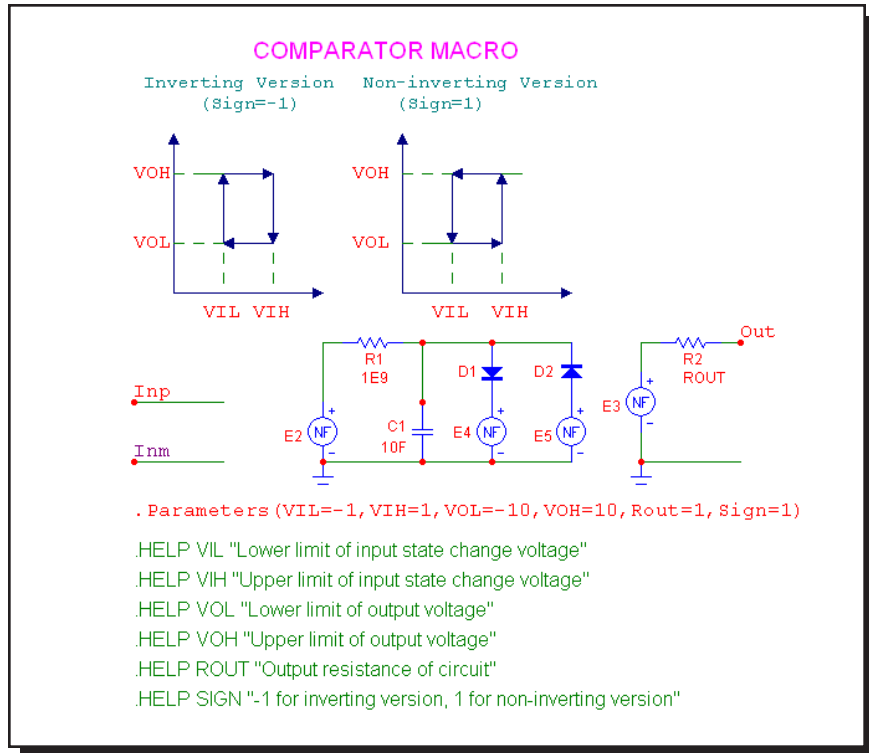 COMPARATOR MACRO
Inverting Version Non-inverting Version
(Sign=-1) (Sign=1)
VOH VOH
VOL VOL
VIL VIH VIL VIH
Out
R1 R2
1E9 ROUT
D1 D2
Inp
E3 NF
+ + + +
C1
E2 NF E4 NF E5 NF
10F
- - - -
Inm
.Parameters(VIL=-1,VIH=1,VOL=-10,VOH=10,Rout=1,Sign=1)
.HELP VIL "Lower limit of input state change voltage"
.HELP VIH "Upper limit of input state change voltage"
.HELP VOL "Lower limit of output voltage"
.HELP VOH "Upper limit of output voltage"
.HELP ROUT "Output resistance of circuit"
.HELP SIGN "-1 for inverting version, 1 for non-inverting version"